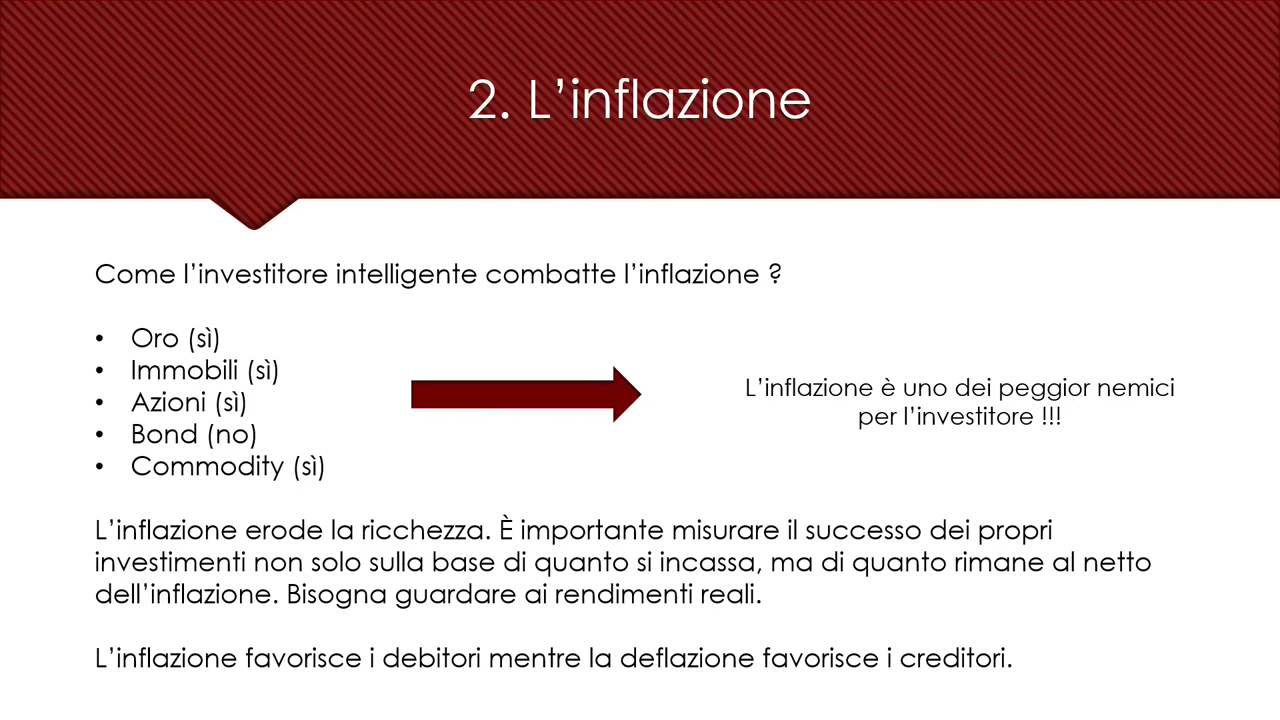 2. L’inflazione
Come l’investitore intelligente combatte l’inflazione ?
• Oro (sì)
• Immobili (sì)
• Azioni (sì)
• Bond (no)
• Commodity (sì)
L’inflazione è uno dei peggior nemici
per l’investitore !!!
L’inflazione erode la ricchezza. È importante misurare il successo dei propri
investimenti non solo sulla base di quanto si incassa, ma di quanto rimane al netto
dell’inflazione. Bisogna guardare ai rendimenti reali.
L’inflazione favorisce i debitori mentre la deflazione favorisce i creditori.